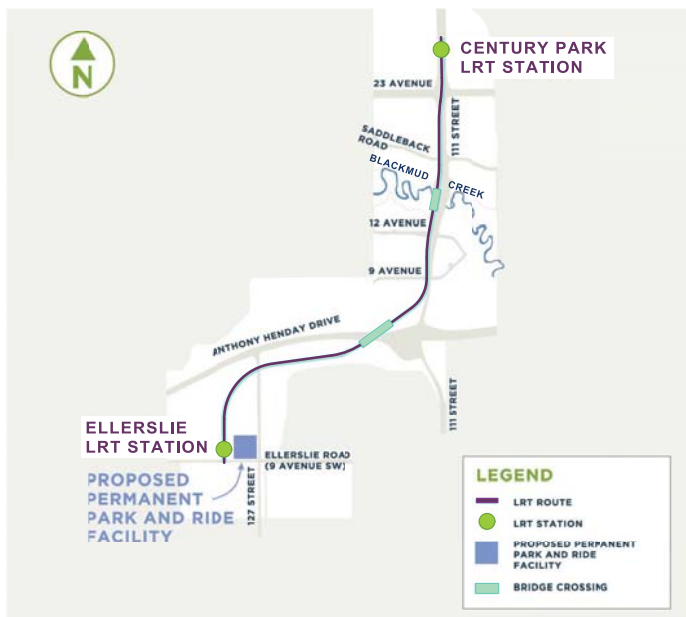 N
CENTURY PARK
LRT STATION
23 AVENUE
111 STREET
SADDLEBACK
ROAD
BLACKMUD
CREEK
12 AVENUE
9 AVENUE
ANTHONY HENDAY DRIVE
111 STREET
ELLERSLIE
LRT STATION
ELLERSLIE ROAD
(9 AVENUE SW)
127 STREET
PROPOSED
PERMANENT
PARK AND RIDE
FACILITY
LEGEND
LRT ROUTE
LRT STATION
PROPOSED PERMANENT
PARK AND RIDE
FACILITY
BRIDGE CROSSING